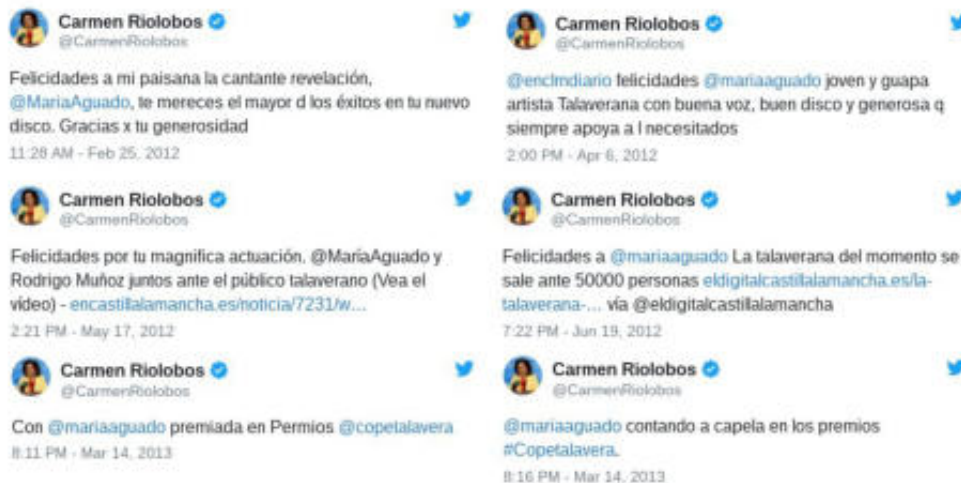 Carmen Riolobos
@CarmenRiolobos
Felicidades a mi paisana la cantante revelación,
@MariaAguado, te mereces el mayor d los éxitos en tu nuevo
disco. Gracias x tu generosidad
11:28 AM - Feb 25, 2012
Carmen Riolobos
@CarmenRiolobos
@enclmdiario felicidades @mariaaguado joven y guapa
artista Talaverana con buena voz, buen disco y generosa q
siempre apoya a l necesitados
2:00 PM - Apr 6, 2012
Carmen Riolobos
@CarmenRiolobos
Felicidades por tu magnifica actuación. @MaríaAguado y
Rodrigo Muñoz juntos ante el público talaverano (Vea el
vídeo) - encastillalamancha.es/noticia/7231/w...
2:21 PM - May 17, 2012
Carmen Riolobos
@CarmenRiolobos
Felicidades a @mariaaguado La talaverana del momento se
sale ante 50000 personas eldigitalcastillalamancha.es/la-
talaverana-... vía @eldigitalcastillalamancha
7:22 PM - Jun 19, 2012
Carmen Riolobos
@CarmenRiolobos
Con @mariaaguado premiada en Permios @copetalavera
8:11 PM - Mar 14, 2013
Carmen Riolobos
@CarmenRiolobos
@mariaaguado contando a capela en los premios
#Copetalavera.
8:16 PM - Mar 14, 2013